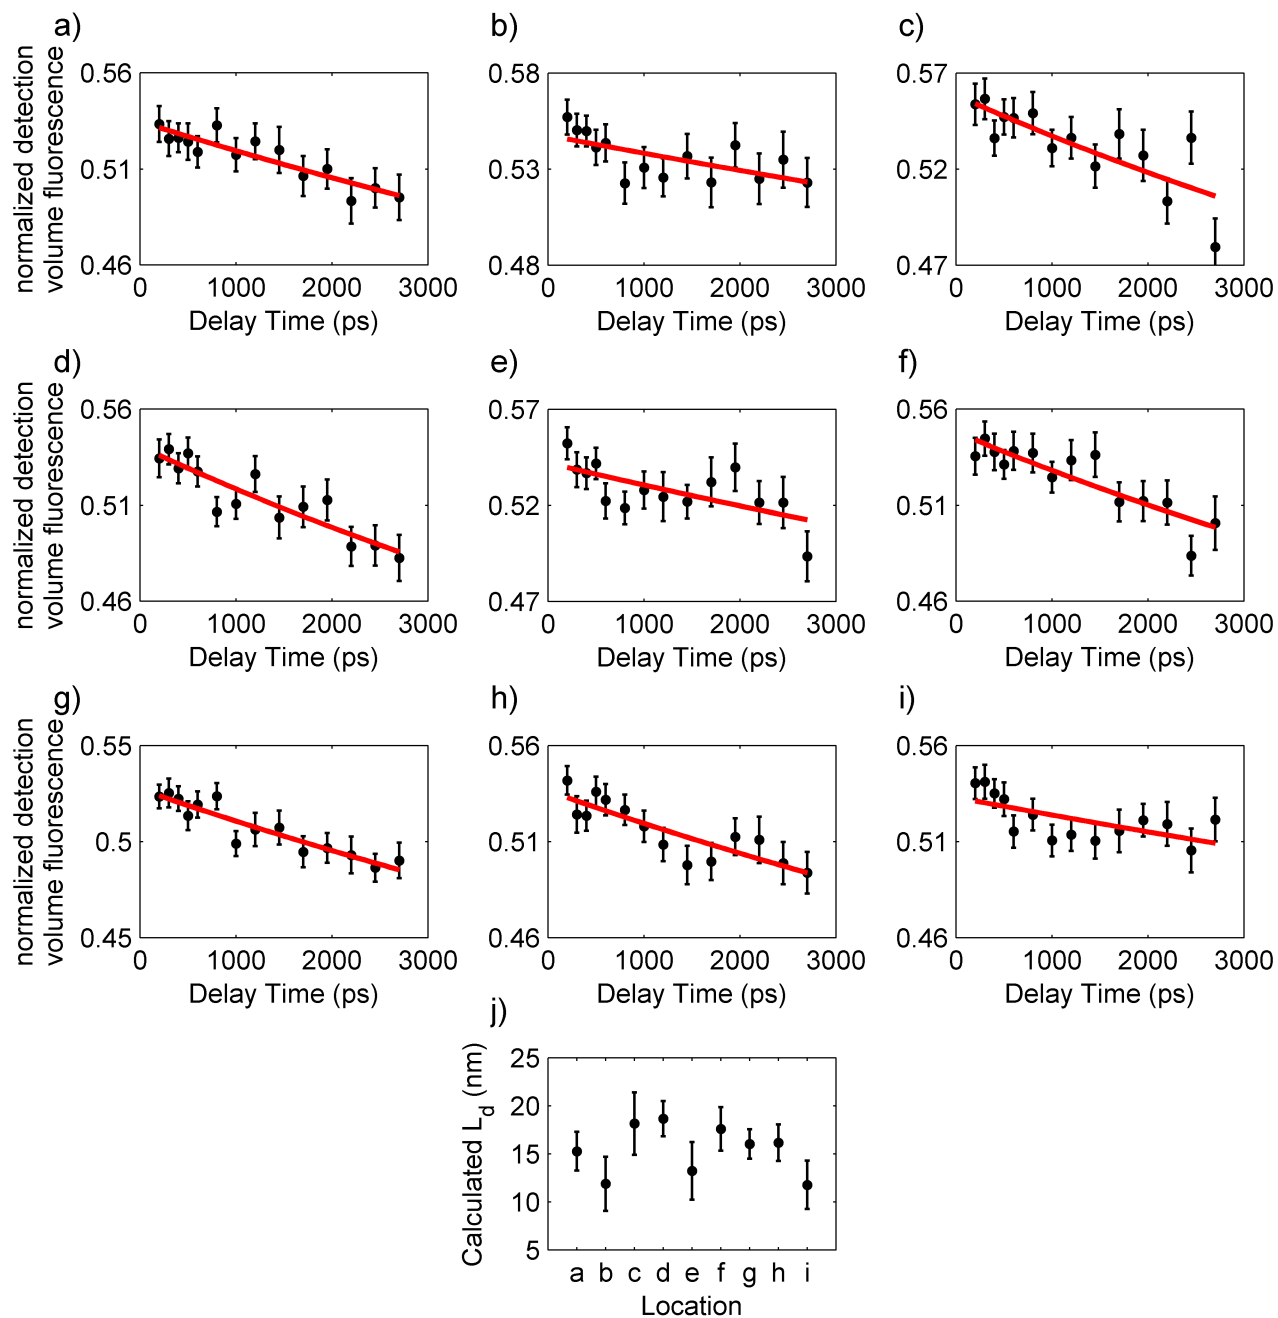 a)
b)
c)
normalized detection
volume fluorescence
0.56
0.51
0.46
0
1000
2000
3000
Delay Time (ps)
0.58
0.53
0.48
0
1000
2000
3000
Delay Time (ps)
0.57
0.52
0.47
0
1000
2000
3000
Delay Time (ps)
d)
e)
f)
normalized detection
volume fluorescence
0.56
0.51
0.46
0
1000
2000
3000
Delay Time (ps)
0.57
0.52
0.47
0
1000
2000
3000
Delay Time (ps)
0.56
0.51
0.46
0
1000
2000
3000
Delay Time (ps)
g)
h)
i)
normalized detection
volume fluorescence
0.55
0.5
0.45
0
1000
2000
3000
Delay Time (ps)
0.56
0.51
0.46
0
1000
2000
3000
Delay Time (ps)
0.56
0.51
0.46
0
1000
2000
3000
Delay Time (ps)
j)
Calculated L_d (nm)
25
20
15
10
5
a b c d e f g h i
Location